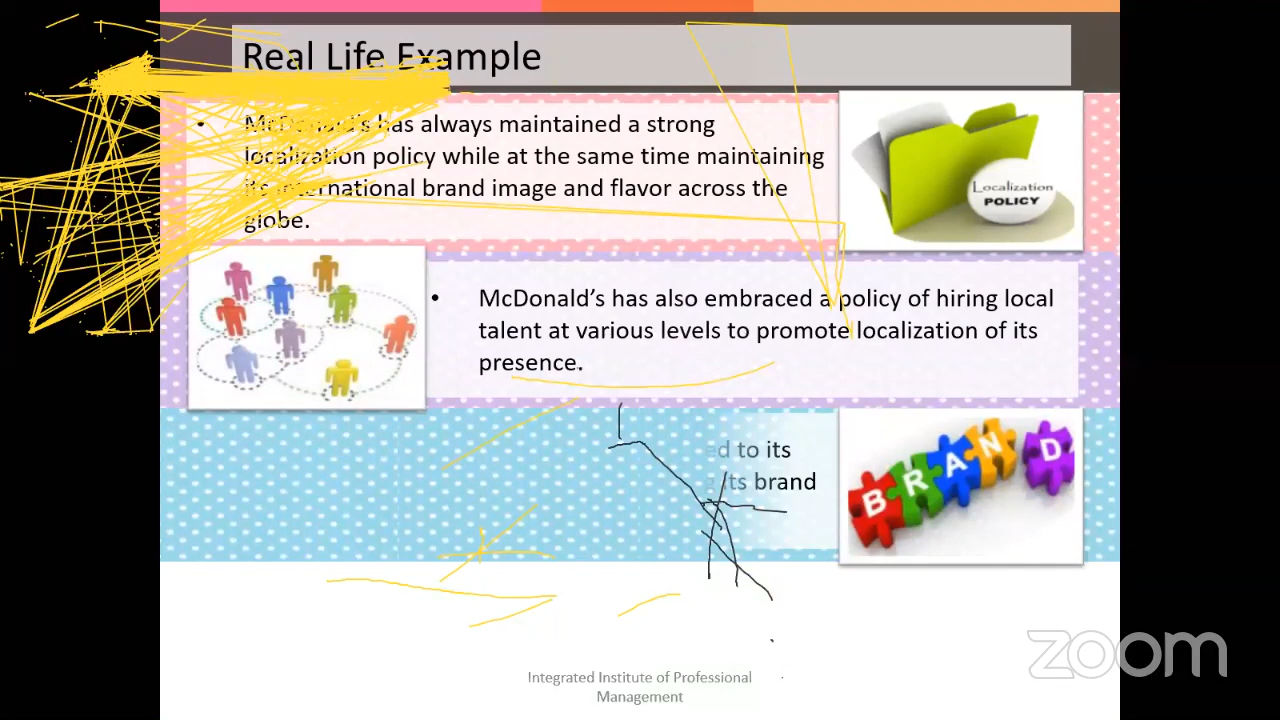 Real Life Example
• McDonald's has always maintained a strong
localization policy while at the same time maintaining
its international brand image and flavor across the
globe.
Localization
POLICY
• McDonald’s has also embraced a policy of hiring local
talent at various levels to promote localization of its
presence.
ed to its
its brand
BRAND
Integrated Institute of Professional
Management
zoom